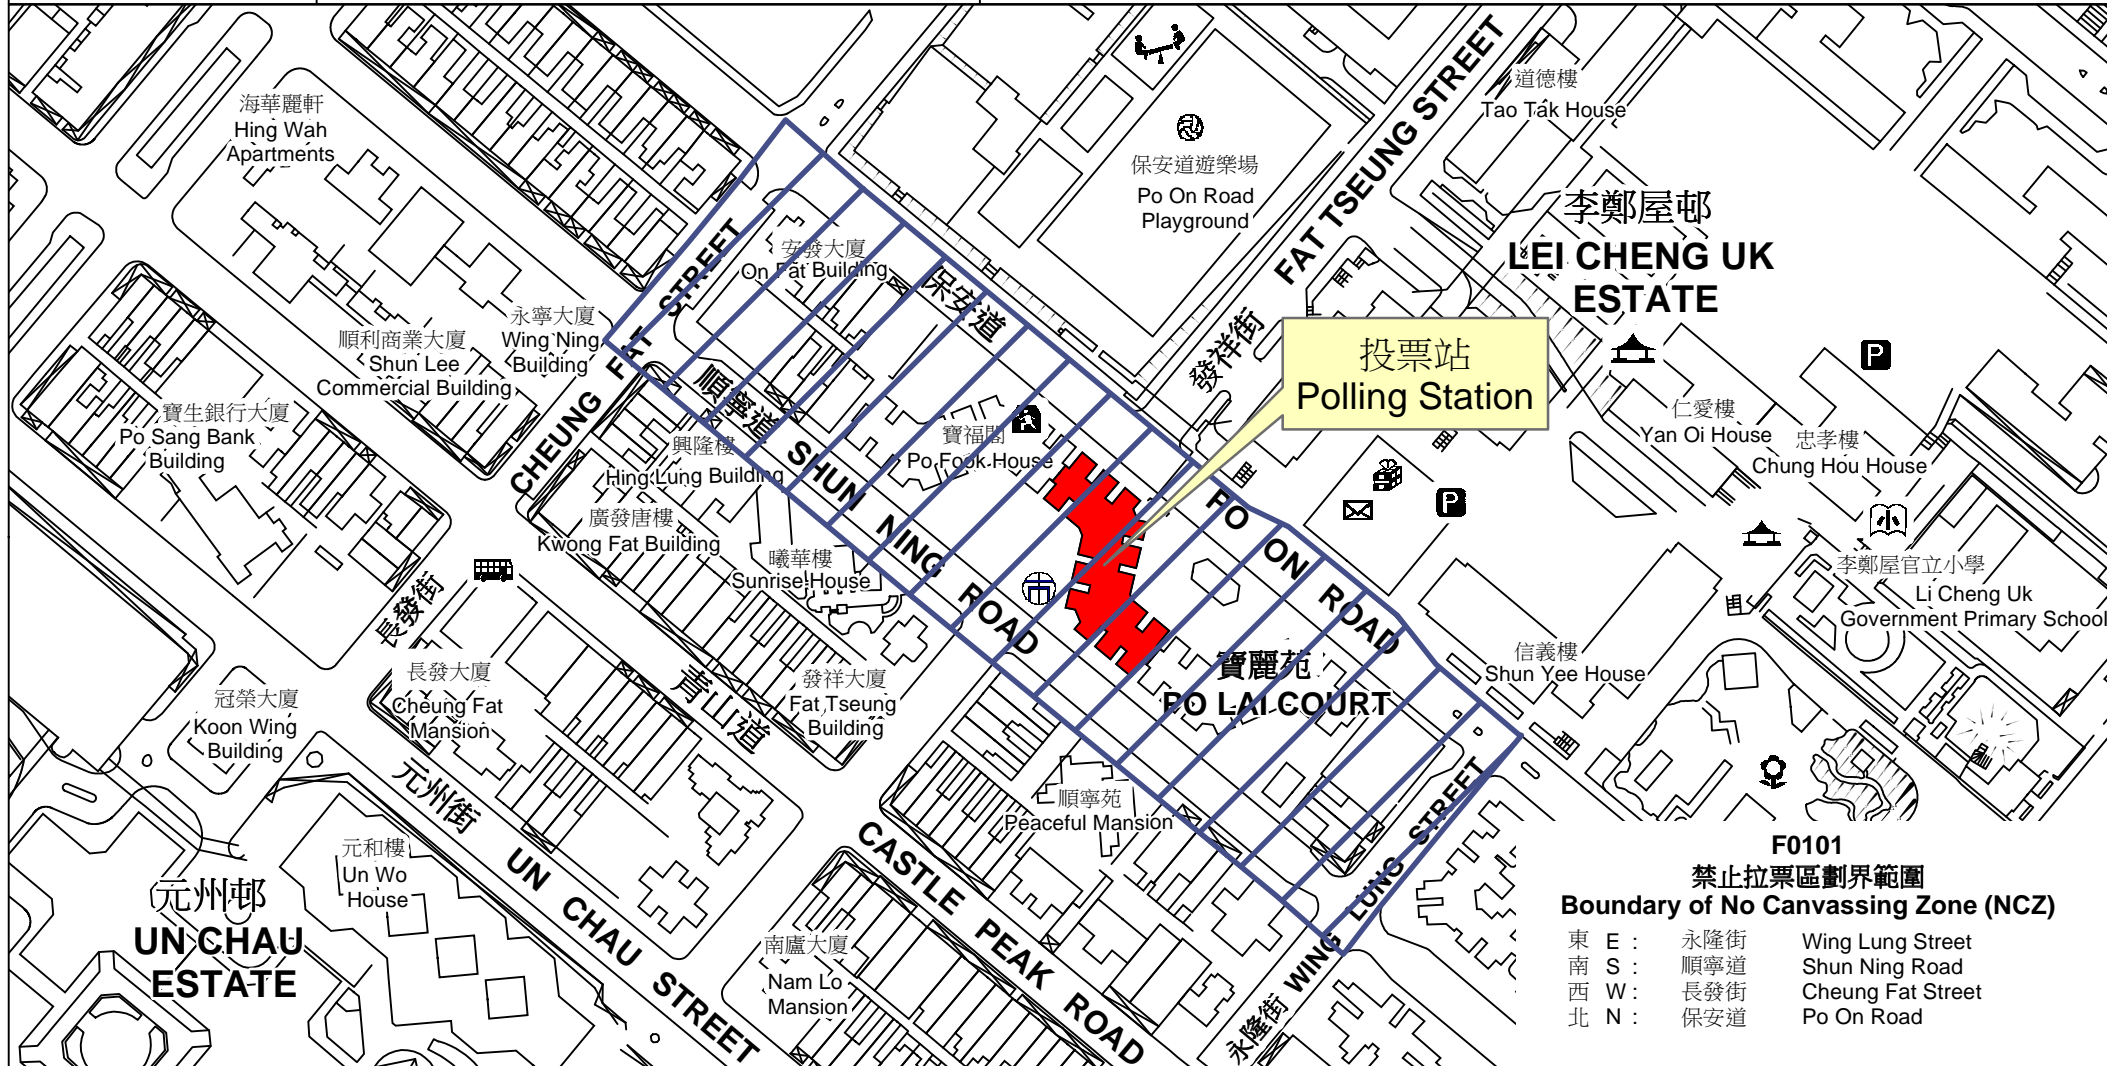 海華麗軒
Hing Wah
Apartments
道德樓
Tao Tak House
FAT TSEUNG STREET
發祥街
保安道遊樂場
Po On Road
Playground
李鄭屋邨
LEI CHENG UK
ESTATE
安發大廈
On Fat Building
保安道
PO ON ROAD
CHEUNG FAT STREET
長發街
永寧大廈
Wing Ning
Building
順利商業大廈
Shun Lee
Commercial Building
投票站
Polling Station
寶生銀行大廈
Po Sang Bank
Building
順寧道
SHUN NING ROAD
興隆樓
Hing Lung Building
寶福閣
Po Fook House
仁愛樓
Yan Oi House
忠孝樓
Chung Hou House
P
P
廣發唐樓
Kwong Fat Building
曦華樓
Sunrise House
李鄭屋官立小學
Li Cheng Uk
Government Primary School
小
市
寶麗苑
PO LAI COURT
信義樓
Shun Yee House
長發大廈
Cheung Fat
Mansion
青山道
CASTLE PEAK ROAD
發祥大廈
Fat Tseung
Building
冠榮大廈
Koon Wing
Building
元州街
UN CHAU STREET
順寧苑
Peaceful Mansion
元和樓
Un Wo
House
元州邨
UN CHAU
ESTATE
南廬大廈
Nam Lo
Mansion
永隆街
WING LUNG STREET
F0101
禁止拉票區劃界範圍
Boundary of No Canvassing Zone (NCZ)
東 E : 永隆街 Wing Lung Street
南 S : 順寧道 Shun Ning Road
西 W : 長發街 Cheung Fat Street
北 N : 保安道 Po On Road